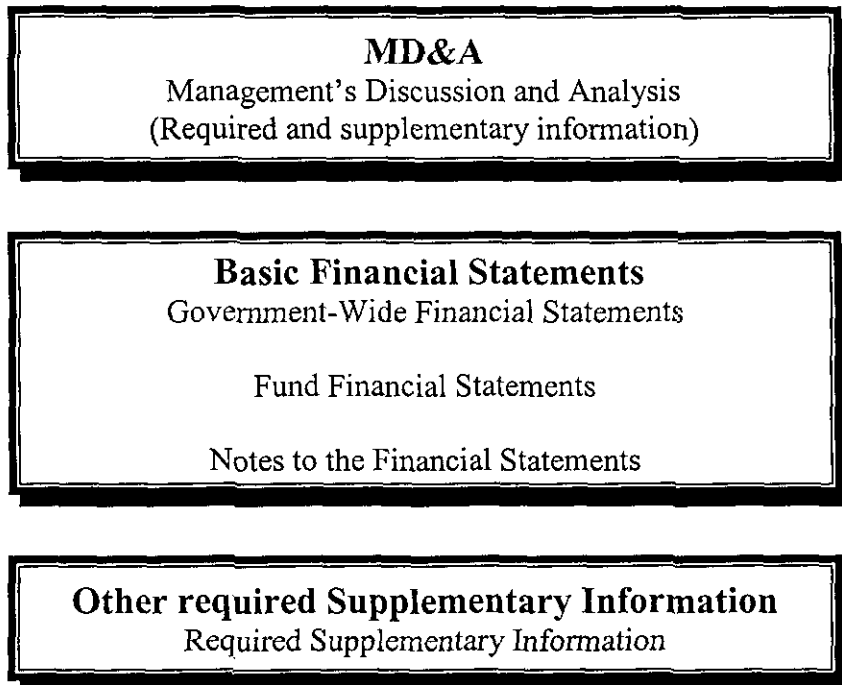 MD&A
Management's Discussion and Analysis
(Required and supplementary information)
Basic Financial Statements
Government-Wide Financial Statements
Fund Financial Statements
Notes to the Financial Statements
Other required Supplementary Information
Required Supplementary Information